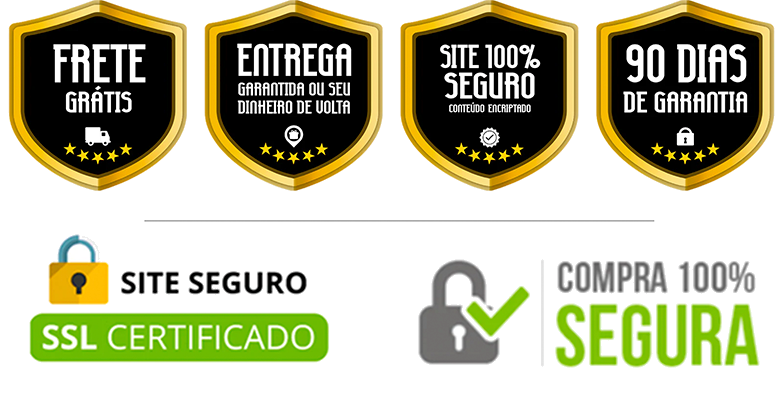 FRETE
GRÁTIS
ENTREGA
GARANTIDA OU SEU
DINHEIRO DE VOLTA
SITE 100%
SEGURO
CONTEÚDO ENCRIPTADO
90 DIAS
DE GARANTIA
SITE SEGURO
SSL CERTIFICADO
COMPRA 100%
SEGURA